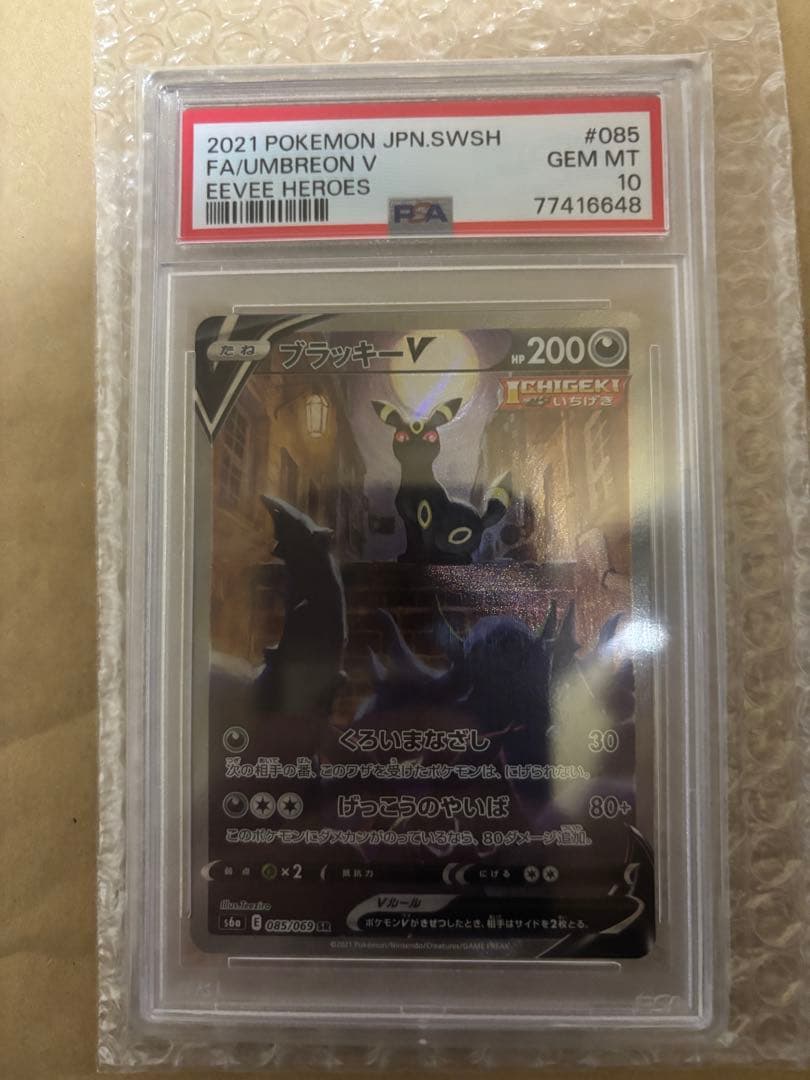 2021 POKEMON JPN.SWSH #085
FA/UMBREON V GEM MT
EEVEE HEROES 10
PSA 77416648
たね ブラッキーV HP 200
ICHIGEKI
いちげき
くろいまなざし 30
次の相手の番、このワザを受けたポケモンは、にげられない。
げっこうのやいば 80+
このポケモンにダメカンがのっているなら、80ダメージ追加。
弱点 ×2 抵抗力 にげる
Illus. Teeziro
Vルール
s6a E 085/069 SR ポケモンVがきぜつしたとき、相手はサイドを2枚とる。
©2021 Pokémon/Nintendo/Creatures/GAME FREAK